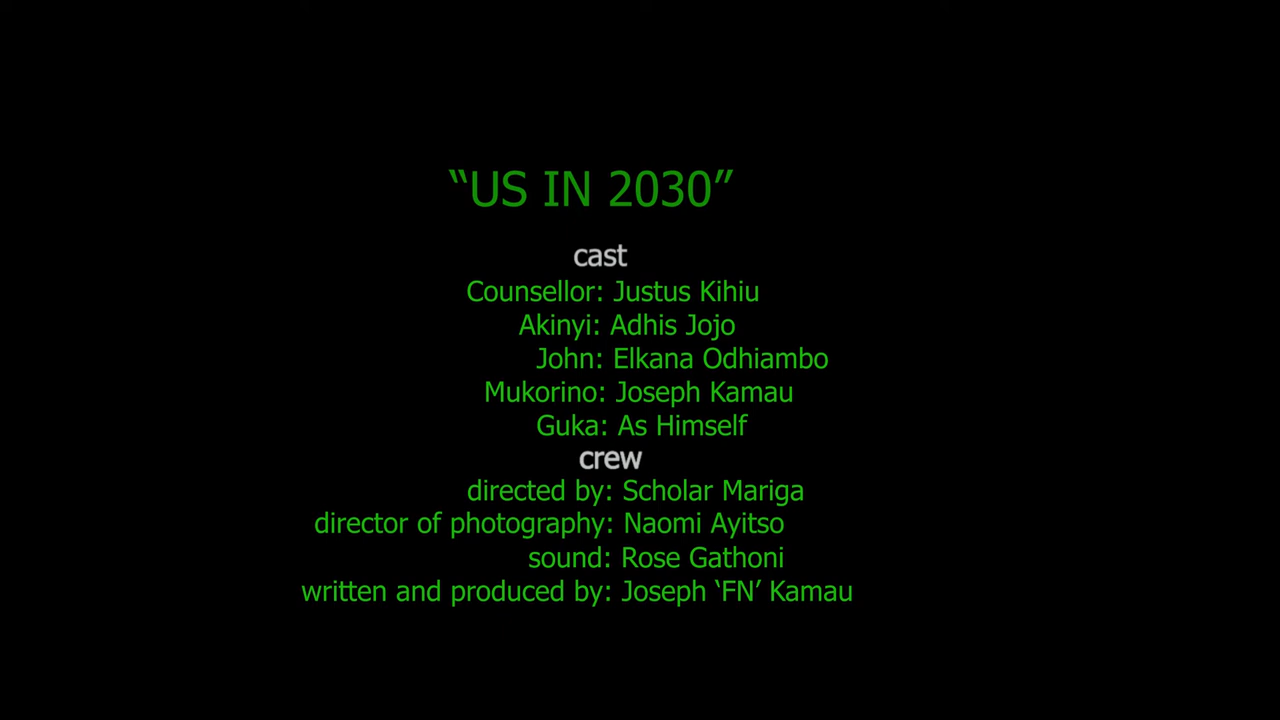 “US IN 2030”
cast
Counsellor: Justus Kihiu
Akinyi: Adhis Jojo
John: Elkana Odhiambo
Mukorino: Joseph Kamau
Guka: As Himself
crew
directed by: Scholar Mariga
director of photography: Naomi Ayitso
sound: Rose Gathoni
written and produced by: Joseph ‘FN’ Kamau